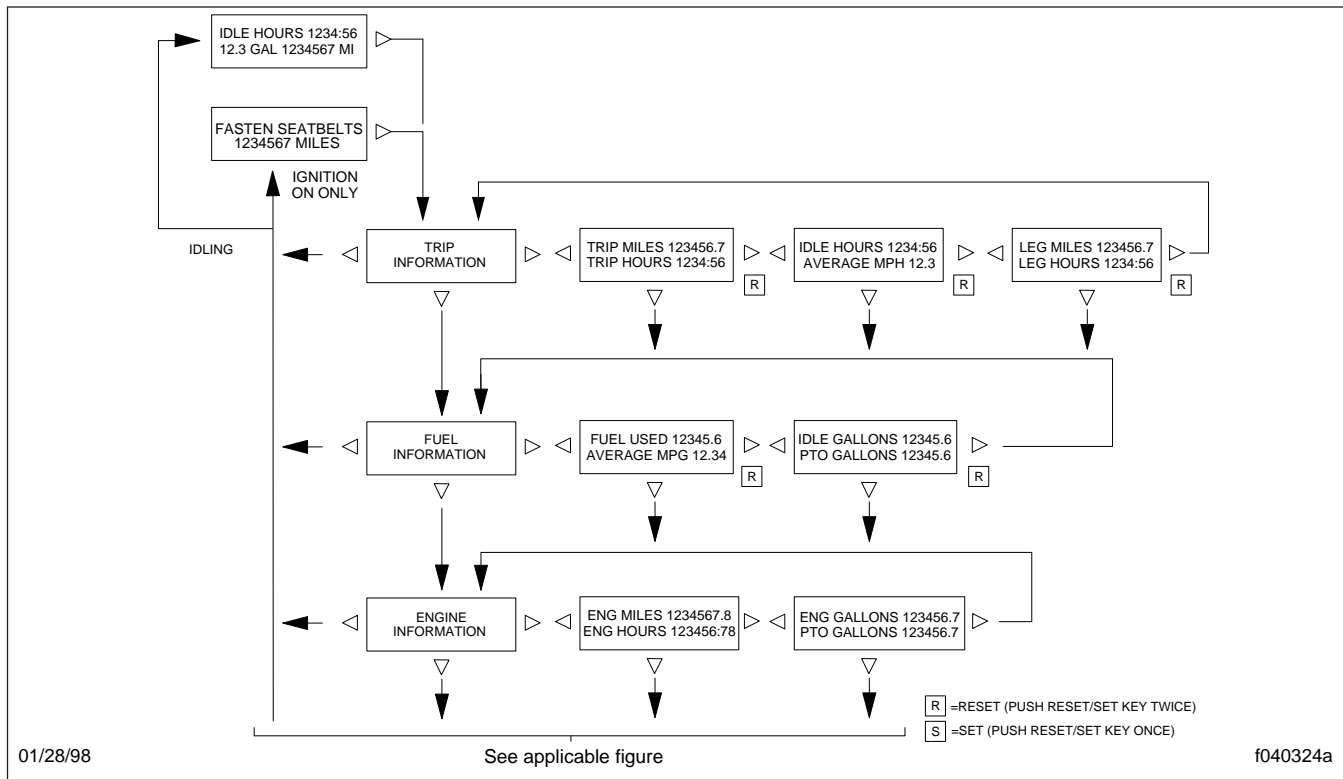 IDLE HOURS 1234:56
12.3 GAL 1234567 MI
FASTEN SEATBELTS
1234567 MILES
IGNITION
ON ONLY
IDLING
TRIP
INFORMATION
TRIP MILES 123456.7
TRIP HOURS 1234:56
R
IDLE HOURS 1234:56
AVERAGE MPH 12.3
R
LEG MILES 123456.7
LEG HOURS 1234:56
R
FUEL
INFORMATION
FUEL USED 12345.6
AVERAGE MPG 12.34
R
IDLE GALLONS 12345.6
PTO GALLONS 12345.6
R
ENGINE
INFORMATION
ENG MILES 1234567.8
ENG HOURS 123456:78
ENG GALLONS 123456.7
PTO GALLONS 123456.7
R =RESET (PUSH RESET/SET KEY TWICE)
S =SET (PUSH RESET/SET KEY ONCE)
01/28/98
See applicable figure
f040324a